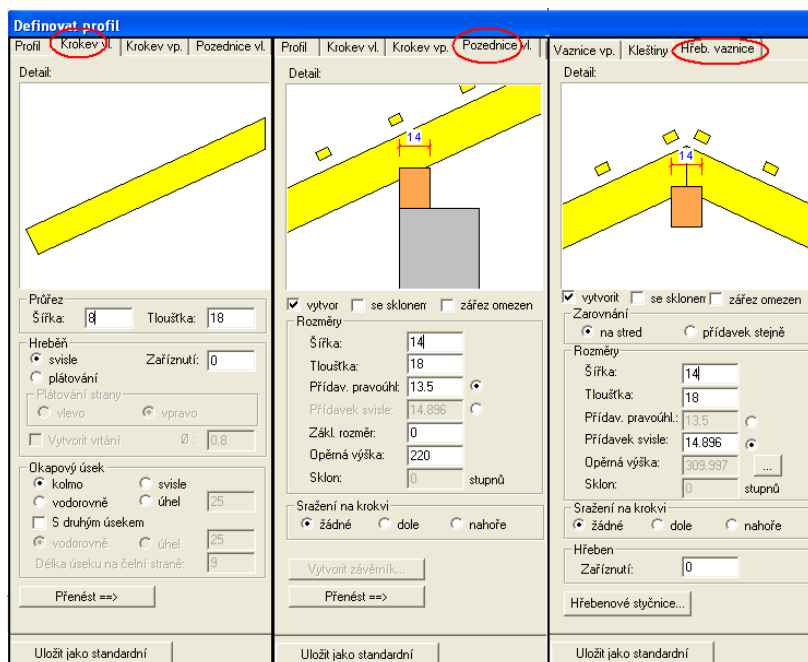 Definovat profil
Profil Krokev vl. Krokev vp. Pozednice vl.
Detail:
Průřez
Šířka: 8 Tloušťka: 18
Hřeběň
svisle Zaříznutí: 0
plátování
Plátování strany
vlevo vpravo
Vytvorit vrtání Ø : 0.8
Okapový úsek
kolmo svisle
vodorovně úhel 25
S druhým úsekem
vodorovně úhel 25
Délka úseku na čelní straně: 9
Přenést ==>
Uložit jako standardní
Profil Krokev vl. Krokev vp. Pozednice vl.
Detail:
14
vytvor se sklonem zářez omezen
Rozměry
Šířka: 14
Tloušťka: 18
Přídav. pravoúhl: 13.5
Přídavek svisle: 14.896
Zákl. rozměr: 0
Opěrná výška: 220
Sklon: 0 stupnů
Sražení na krokvi
žádné dole nahoře
Vytvorit závěrník...
Přenést ==>
Uložit jako standardní
Vaznice vp. Kleštiny Hřeb. vaznice
Detail:
14
vytvorit se sklonem zářez omezen
Zarovnání
na stred přídavek stejně
Rozměry
Šířka: 14
Tloušťka: 18
Přídav. pravoúhl.: 13.5
Přídavek svisle: 14.896
Opěrná výška: 309.997 ...
Sklon: 0 stupnů
Sražení na krokvi
žádné dole nahoře
Hřeben
Zaříznutí: 0
Hřebenové styčnice...
Uložit jako standardní